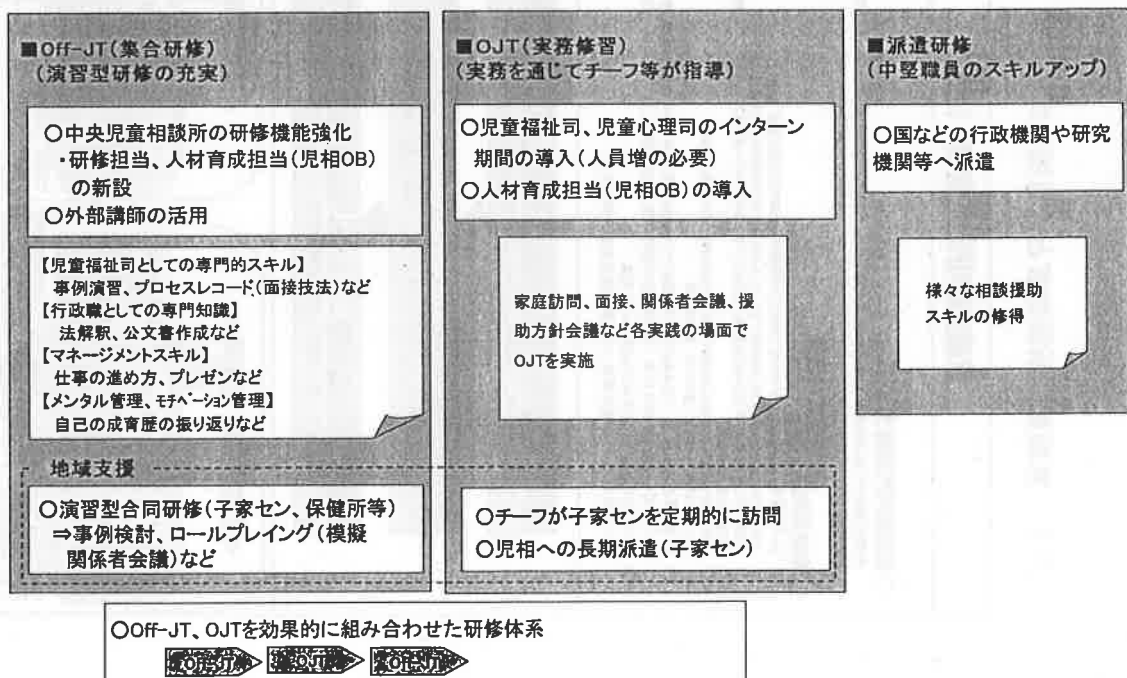 ■Off-JT(集合研修)
(演習型研修の充実)
○中央児童相談所の研修機能強化
・研修担当、人材育成担当(児相OB)
の新設
○外部講師の活用
【児童福祉司としての専門的スキル】
事例演習、プロセスレコード(面接技法)など
【行政職としての専門知識】
法解釈、公文書作成など
【マネージメントスキル】
仕事の進め方、プレゼンなど
【メンタル管理、モチベーション管理】
自己の成育歴の振り返りなど
地域支援
○演習型合同研修(子家セン、保健所等)
⇒事例検討、ロールプレイング(模擬
関係者会議)など
■OJT(実務修習)
(実務を通じてチーフ等が指導)
○児童福祉司、児童心理司のインターン
期間の導入(人員増の必要)
○人材育成担当(児相OB)の導入
家庭訪問、面接、関係者会議、援
助方針会議など各実践の場面で
OJTを実施
○チーフが子家センを定期的に訪問
○児相への長期派遣(子家セン)
■派遣研修
(中堅職員のスキルアップ)
○国などの行政機関や研究
機関等へ派遣
様々な相談援助
スキルの修得
○Off-JT、OJTを効果的に組み合わせた研修体系
Off-JT
OJT
Off-JT